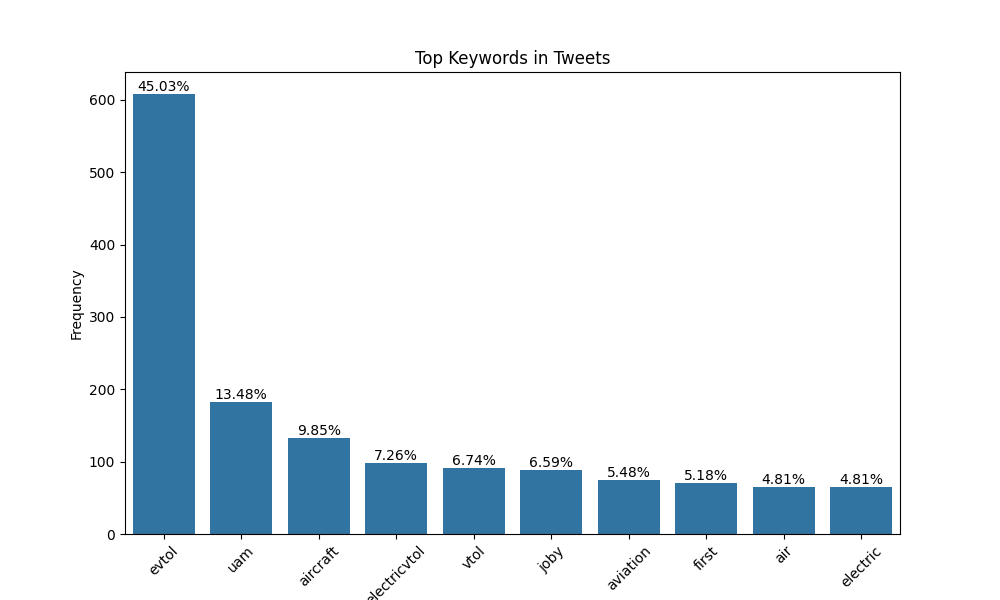 Top Keywords in Tweets
Frequency
600
500
400
300
200
100
0
45.03%
13.48%
9.85%
7.26%
6.74%
6.59%
5.48%
5.18%
4.81%
4.81%
evtol
uam
aircraft
electricvtol
vtol
joby
aviation
first
air
electric